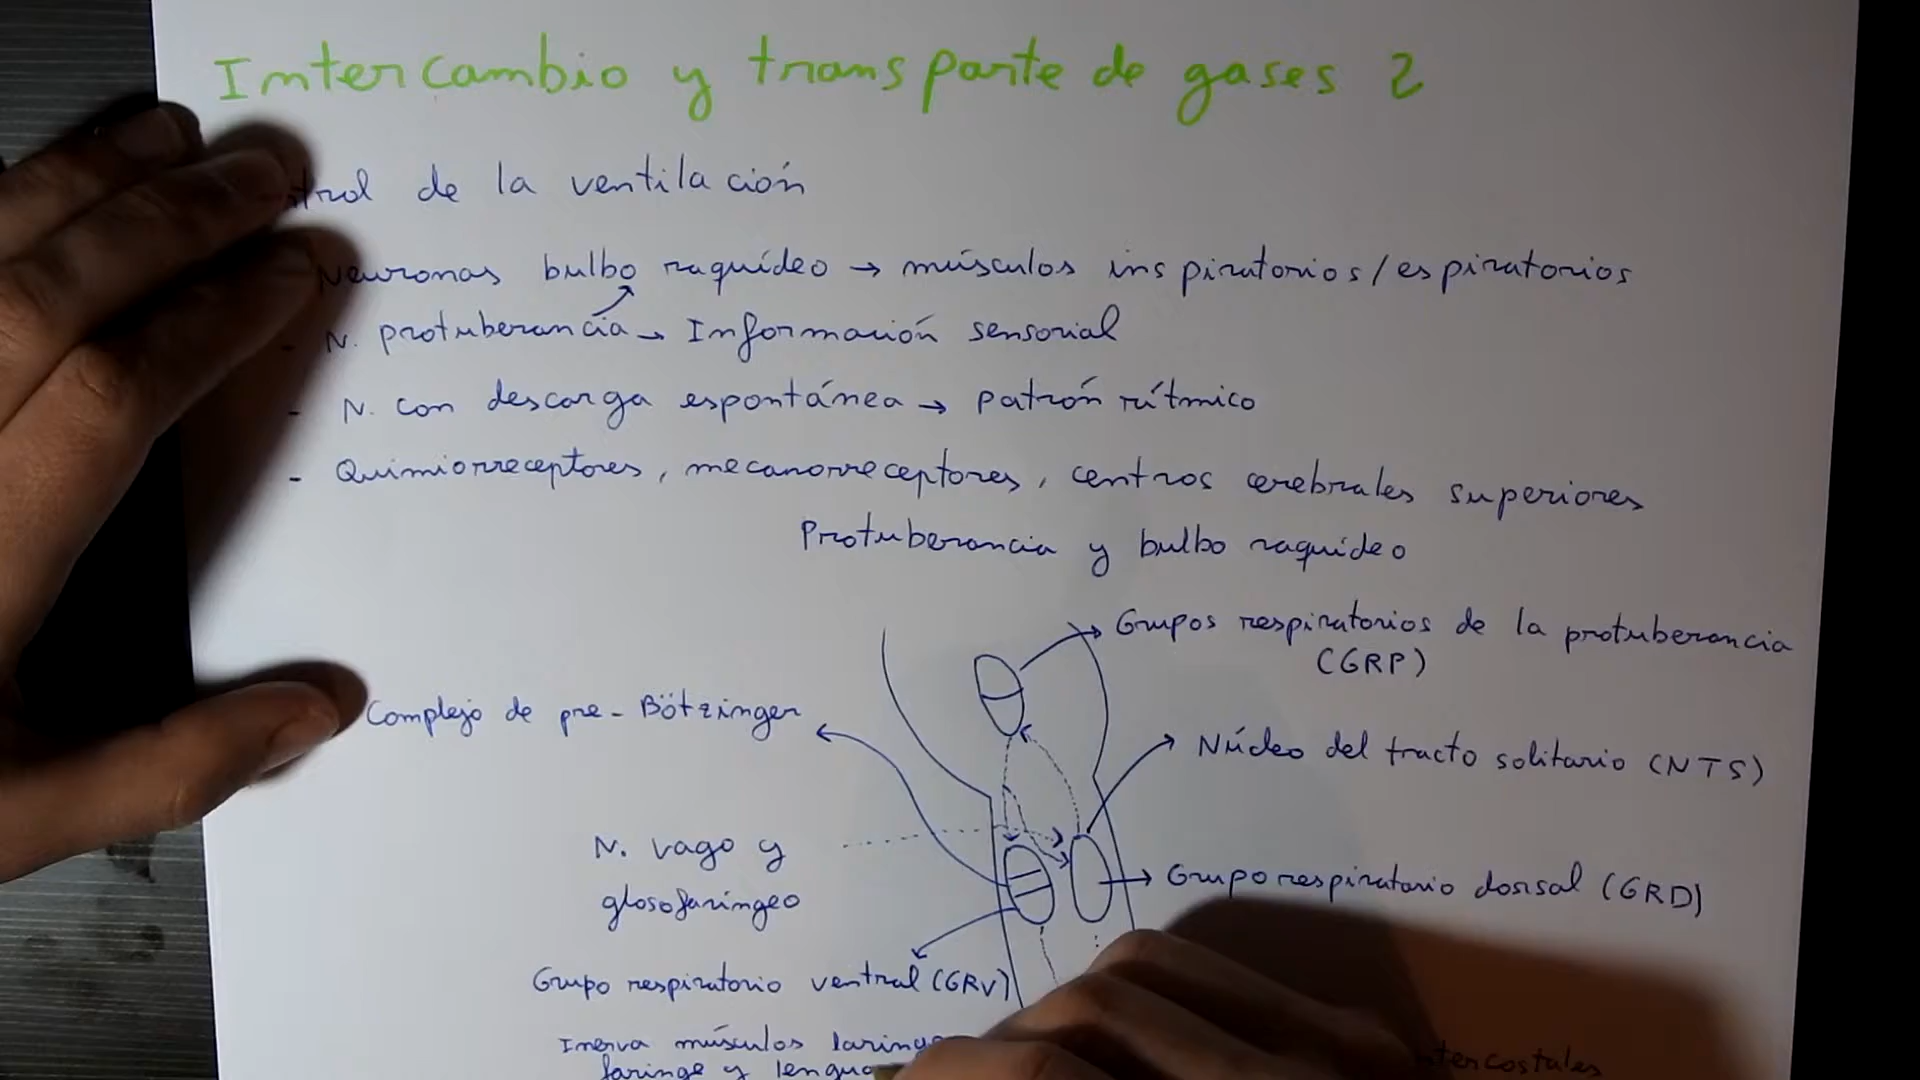 Intercambio y transporte de gases 2
de la ventilación
Neuronas bulbo raquídeo → músculos inspiratorios/espiratorios
- N. protuberancia → Información sensorial
- N. con descarga espontánea → patrón rítmico
- Quimiorreceptores, mecanorreceptores, centros cerebrales superiores
Protuberancia y bulbo raquídeo
Grupos respiratorios de la protuberancia
(GRP)
Complejo de pre-Bötzinger
Núcleo del tracto solitario (NTS)
N. vago y
glosofaríngeo
Grupo respiratorio dorsal (GRD)
Grupo respiratorio ventral (GRV)
Inerva músculos
faringe y lengua